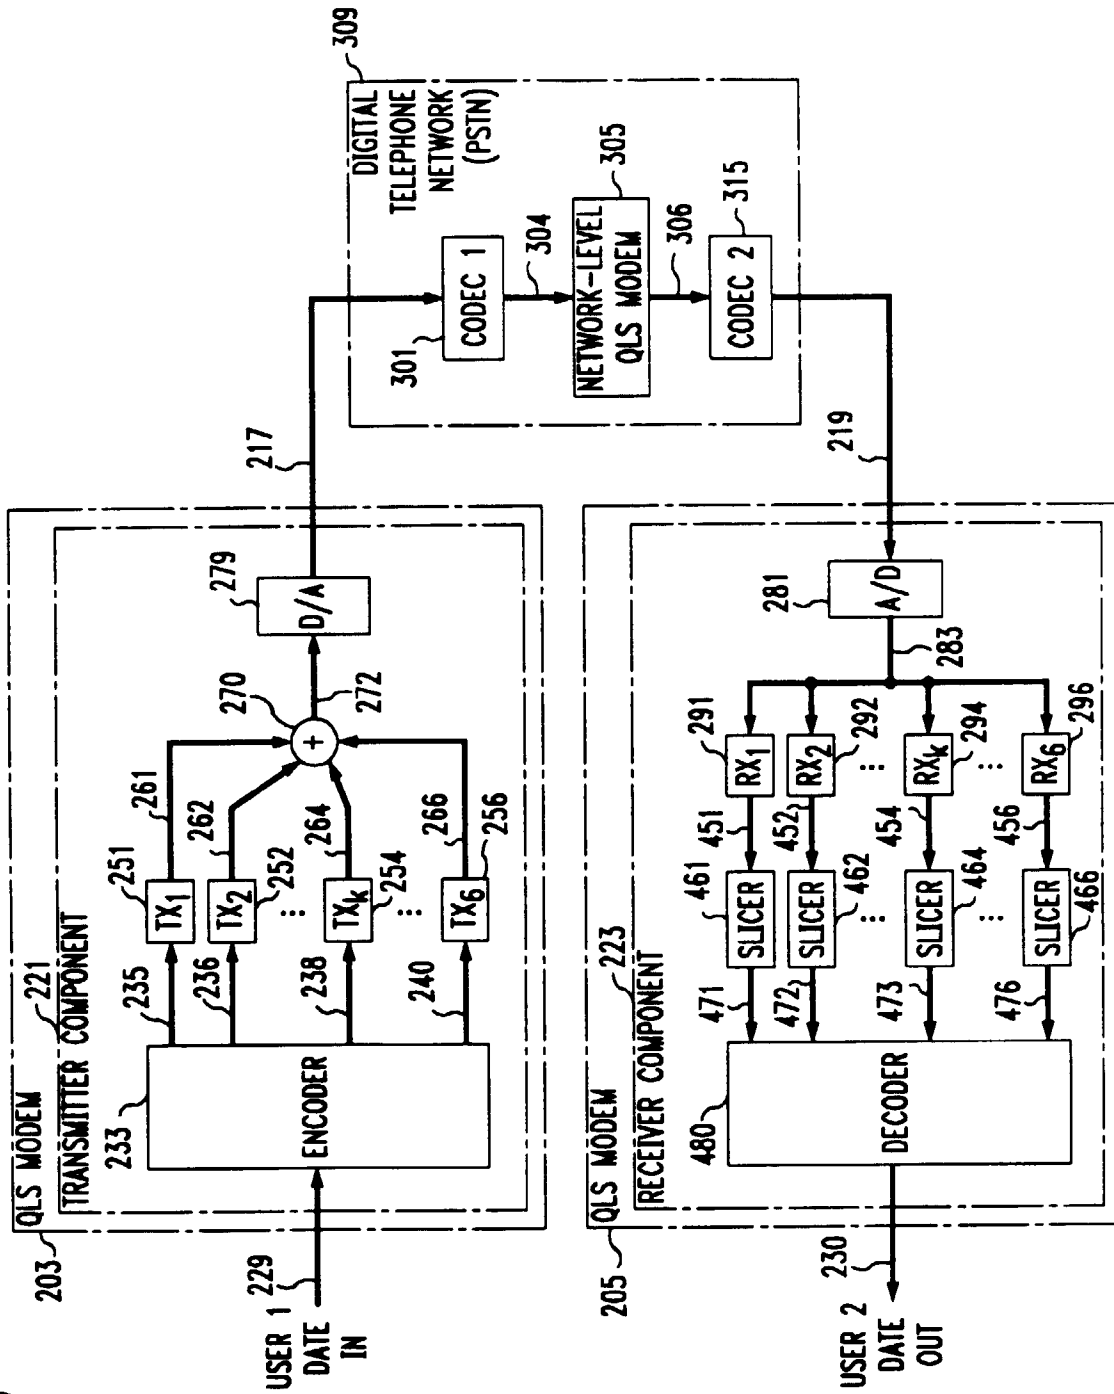 203
QLS MODEM
221
TRANSMITTER COMPONENT
USER 1
DATE
IN
229
233
ENCODER
235
236
238
240
251
TX1
TX2
252
...
TXk
254
...
TX6
256
261
262
264
266
270
+
272
279
D/A
217
309
DIGITAL
TELEPHONE
NETWORK
(PSTN)
301
CODEC 1
304
NETWORK-LEVEL
QLS MODEM
305
306
CODEC 2
315
219
205
QLS MODEM
223
RECEIVER COMPONENT
281
A/D
283
291
RX1
RX2
292
...
RXk
294
...
RX6
296
451
452
454
456
461
SLICER
SLICER
462
...
SLICER
464
...
SLICER
466
471
472
473
476
480
DECODER
230
USER 2
DATE
OUT